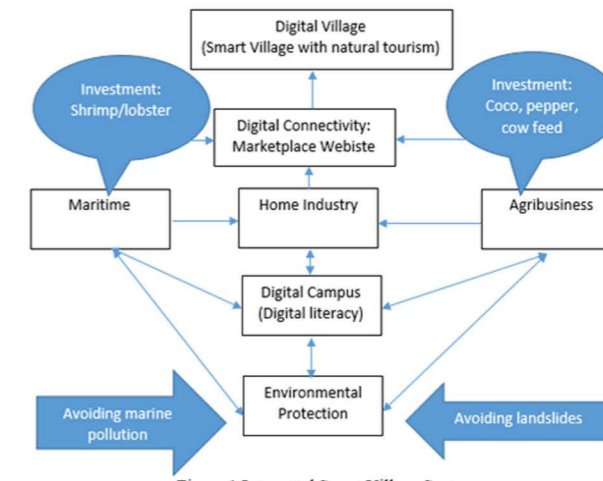 Digital Village
(Smart Village with natural tourism)
Investment:
Shrimp/lobster
Investment:
Coco, pepper,
cow feed
Digital Connectivity:
Marketplace Webiste
Maritime
Home Industry
Agribusiness
Digital Campus
(Digital literacy)
Environmental
Protection
Avoiding marine
pollution
Avoiding landslides